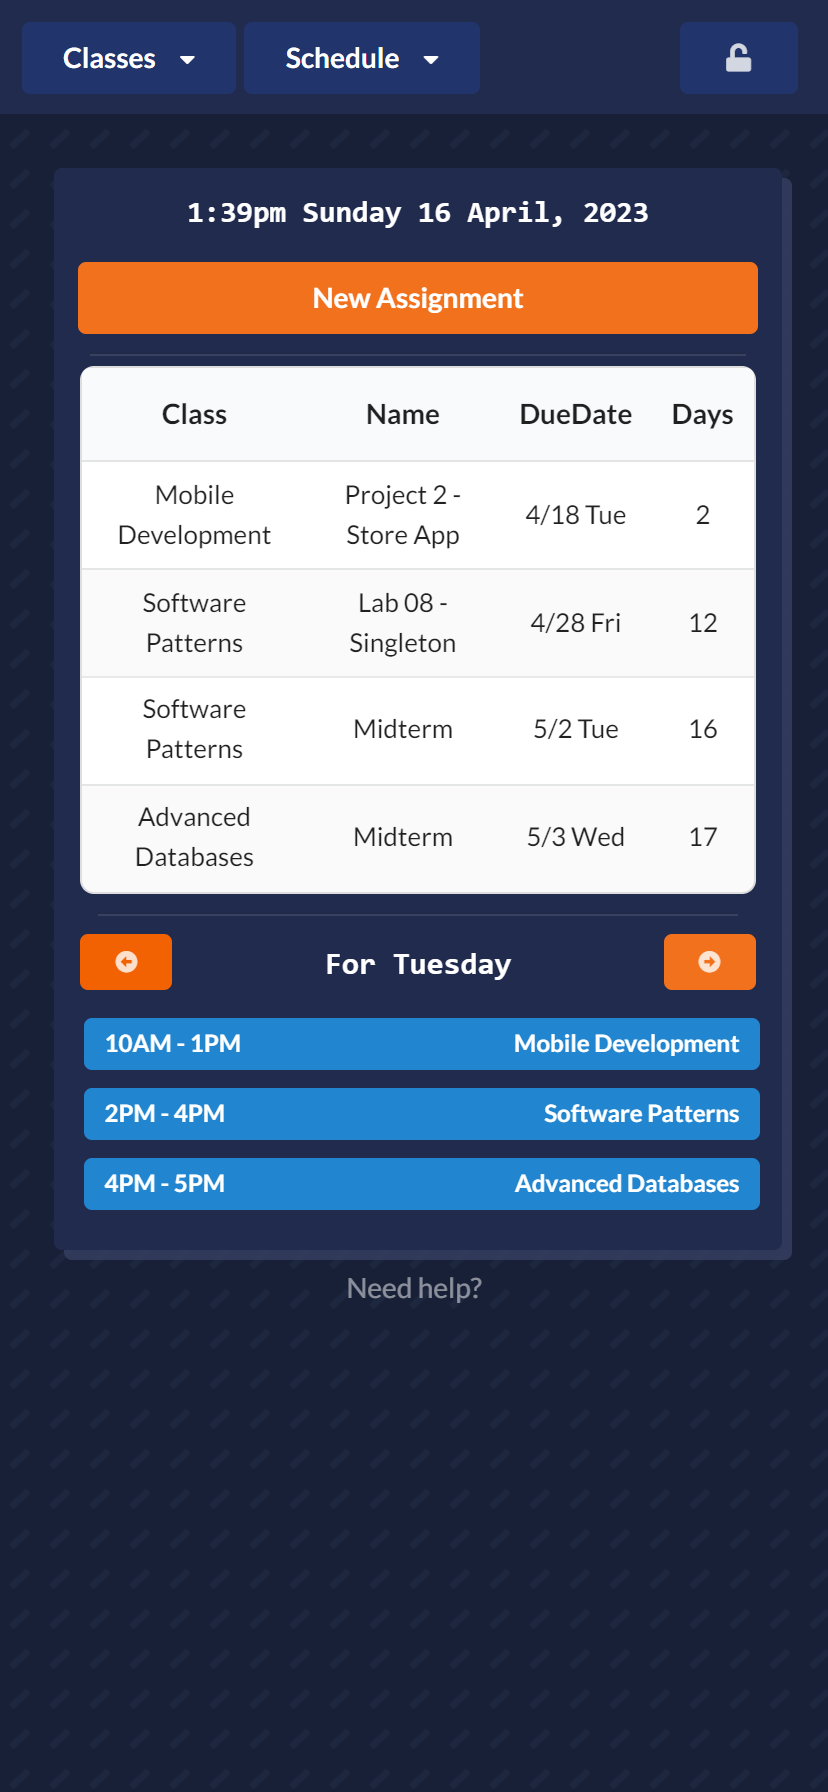 Classes Schedule
1:39pm Sunday 16 April, 2023
New Assignment
Class Name DueDate Days
Mobile Development Project 2 - Store App 4/18 Tue 2
Software Patterns Lab 08 - Singleton 4/28 Fri 12
Software Patterns Midterm 5/2 Tue 16
Advanced Databases Midterm 5/3 Wed 17
For Tuesday
10AM - 1PM Mobile Development
2PM - 4PM Software Patterns
4PM - 5PM Advanced Databases
Need help?